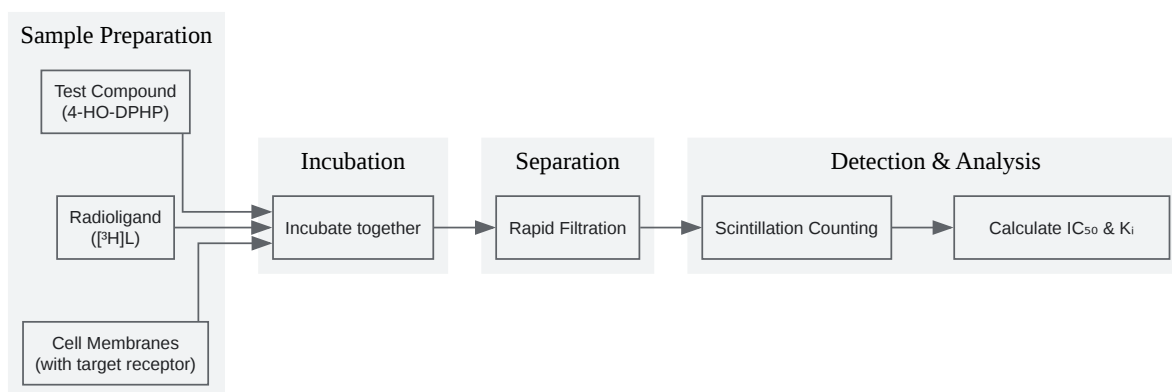 Sample Preparation
Test Compound
(4-HO-DPHP)
Radioligand
([³H]L)
Cell Membranes
(with target receptor)
Incubation
Incubate together
Separation
Rapid Filtration
Detection & Analysis
Scintillation Counting
Calculate IC₅₀ & Kᵢ